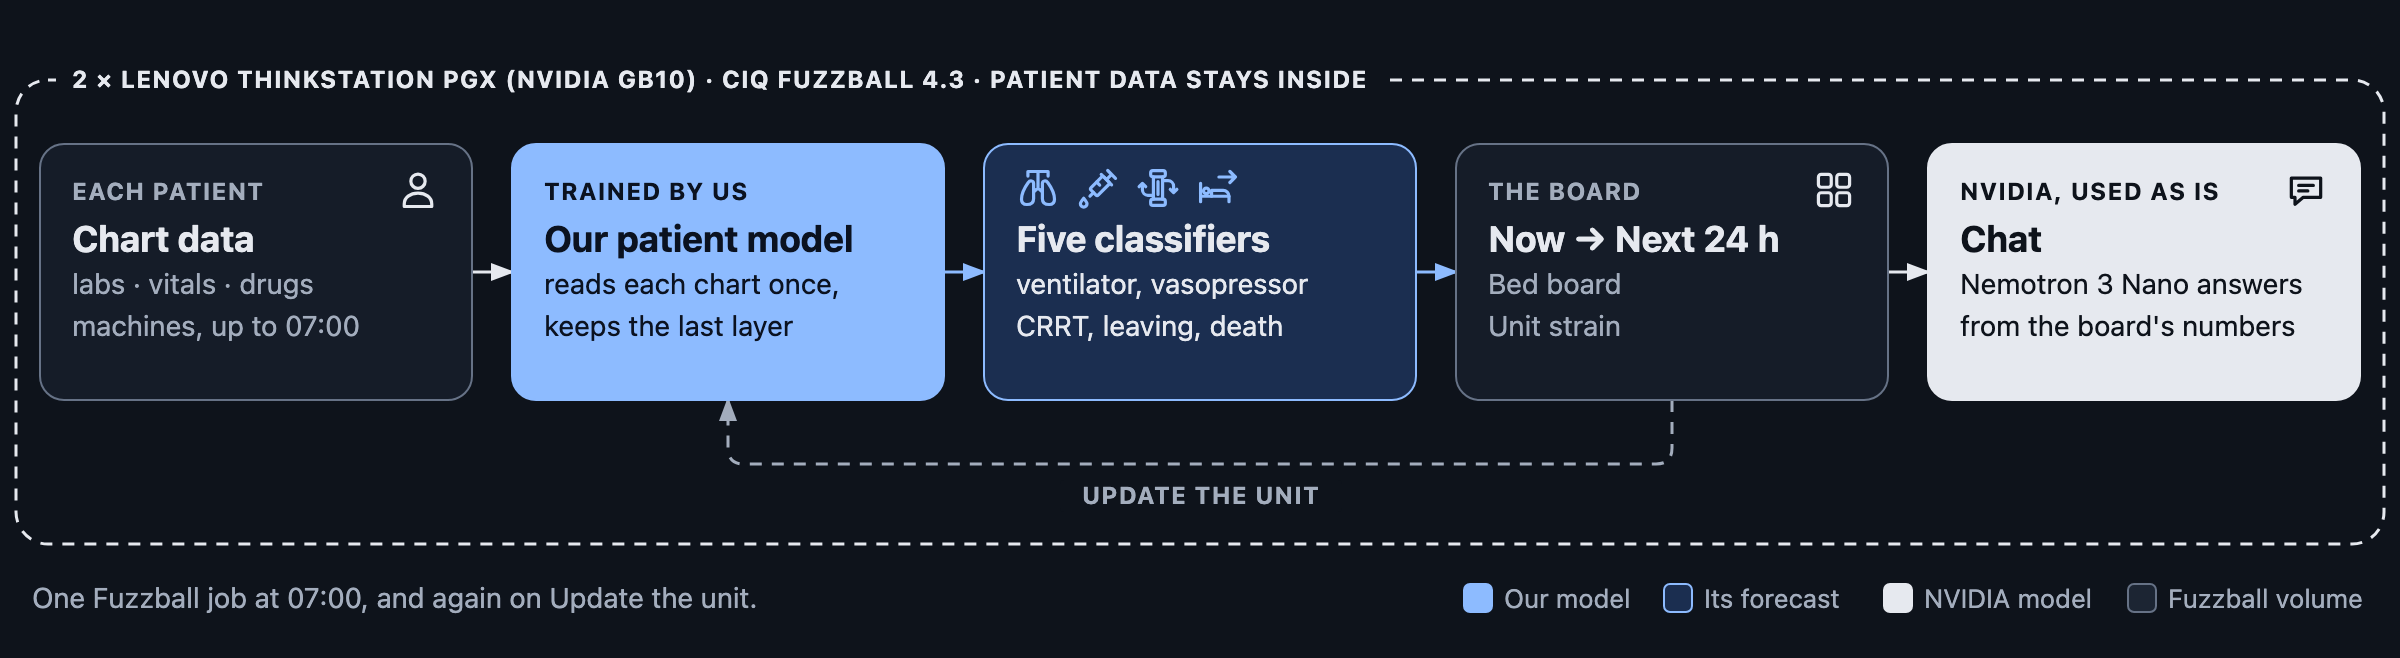 2 × LENOVO THINKSTATION PGX (NVIDIA GB10) · CIQ FUZZBALL 4.3 · PATIENT DATA STAYS INSIDE
EACH PATIENT
Chart data
labs · vitals · drugs
machines, up to 07:00
TRAINED BY US
Our patient model
reads each chart once,
keeps the last layer
Five classifiers
ventilator, vasopressor
CRRT, leaving, death
THE BOARD
Now → Next 24 h
Bed board
Unit strain
NVIDIA, USED AS IS
Chat
Nemotron 3 Nano answers
from the board's numbers
UPDATE THE UNIT
One Fuzzball job at 07:00, and again on Update the unit.
Our model
Its forecast
NVIDIA model
Fuzzball volume